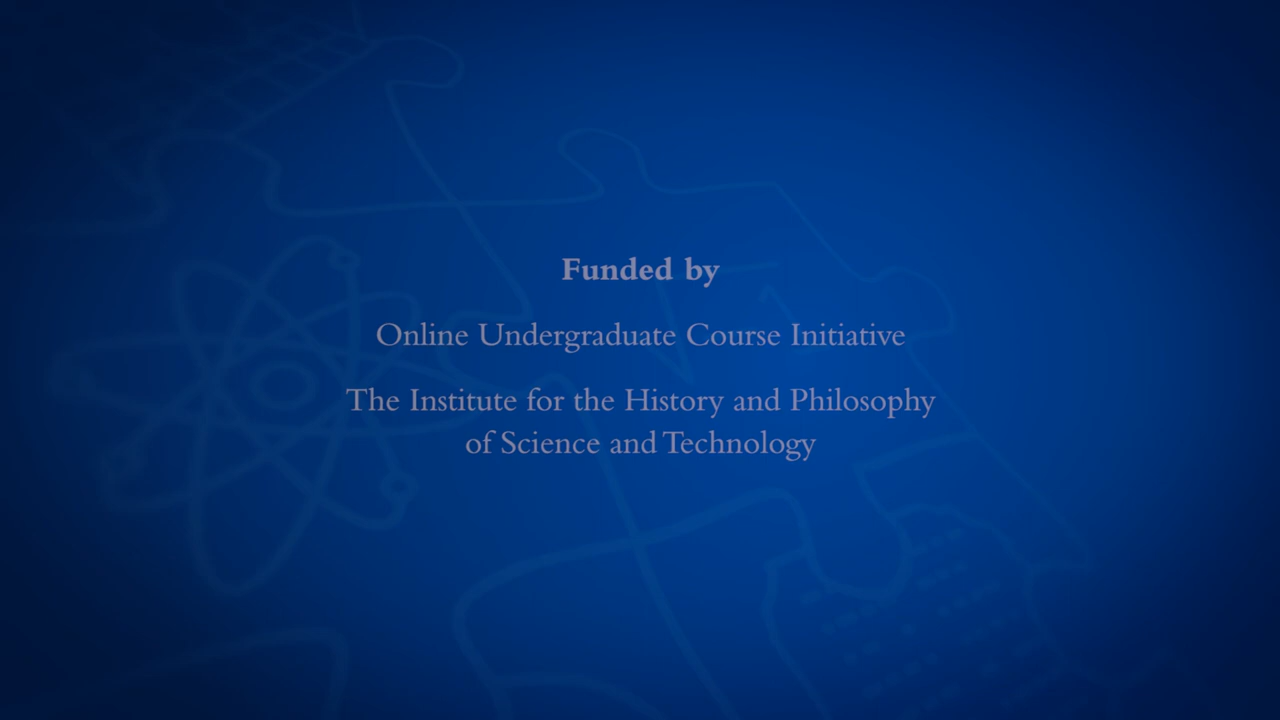 Funded by
Online Undergraduate Course Initiative
The Institute for the History and Philosophy
of Science and Technology